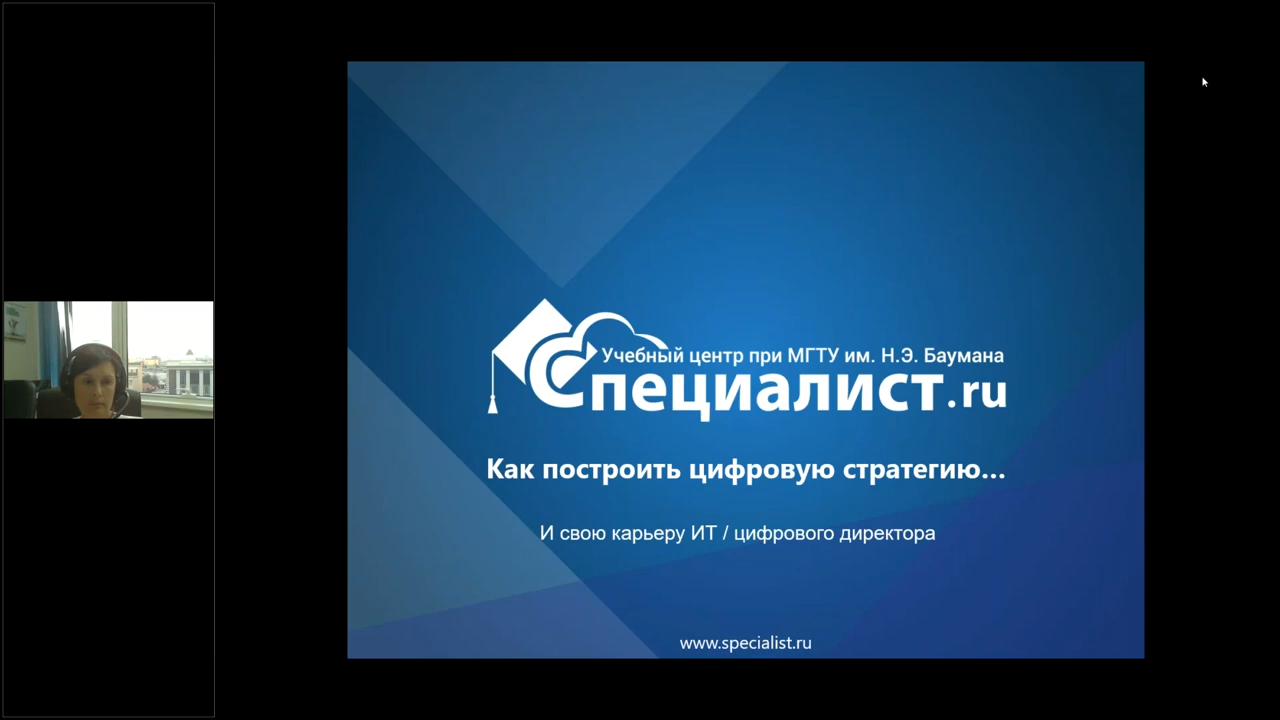 Учебный центр при МГТУ им. Н.Э. Баумана
Специалист.ru
Как построить цифровую стратегию...
И свою карьеру ИТ / цифрового директора
www.specialist.ru